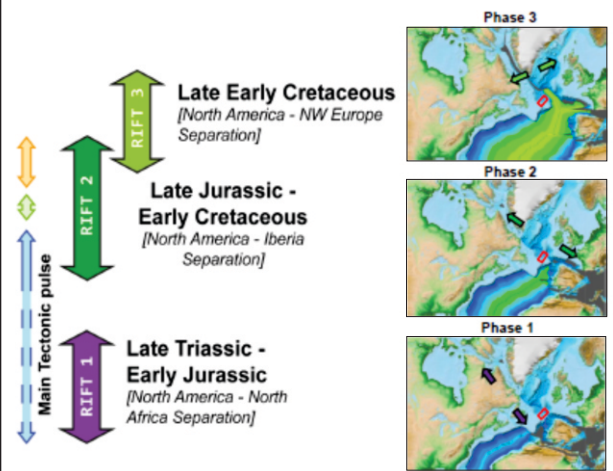 Phase 3
RIFT 3
Late Early Cretaceous
[North America - NW Europe
Separation]
Phase 2
RIFT 2
Late Jurassic -
Early Cretaceous
[North America - Iberia
Separation]
Main Tectonic pulse
Phase 1
RIFT 1
Late Triassic -
Early Jurassic
[North America - North
Africa Separation]